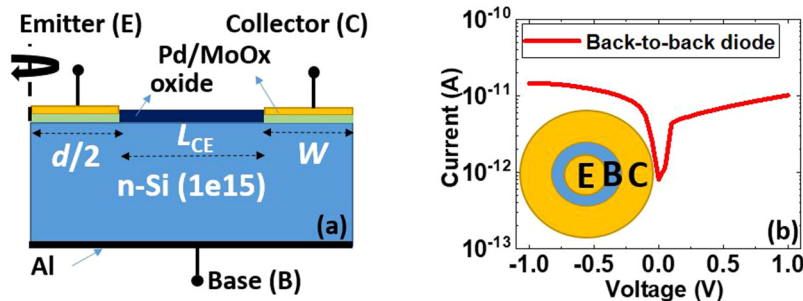 Emitter (E)
Collector (C)
Pd/MoOx
oxide
d/2
L_CE
W
n-Si (1e15)
(a)
Al
Base (B)
10⁻¹⁰
10⁻¹¹
10⁻¹²
10⁻¹³
Current (A)
Back-to-back diode
E B C
(b)
-1.0 -0.5 0.0 0.5 1.0
Voltage (V)